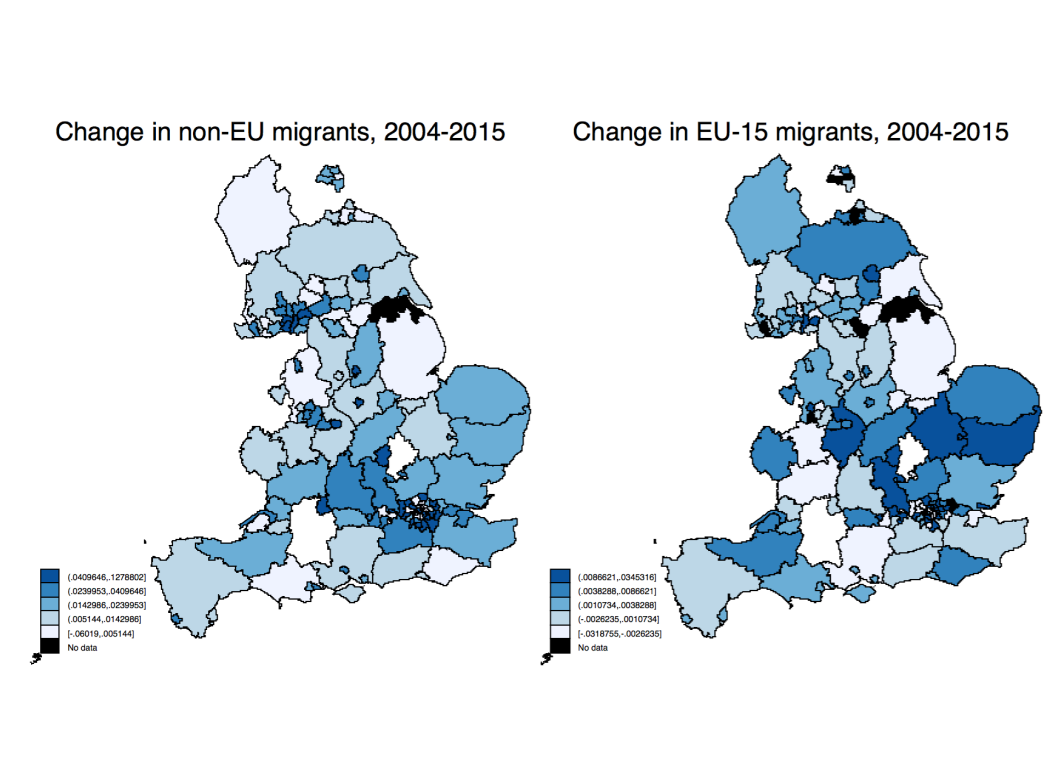 Change in non-EU migrants, 2004-2015
(.0409646,.1278802]
(.0239953,.0409646]
(.0142986,.0239953]
(.005144,.0142986]
[-.06019,.005144]
No data
Change in EU-15 migrants, 2004-2015
(.0086621,.0345316]
(.0038288,.0086621]
(.0010734,.0038288]
(-.0026235,.0010734]
[-.0318755,-.0026235]
No data